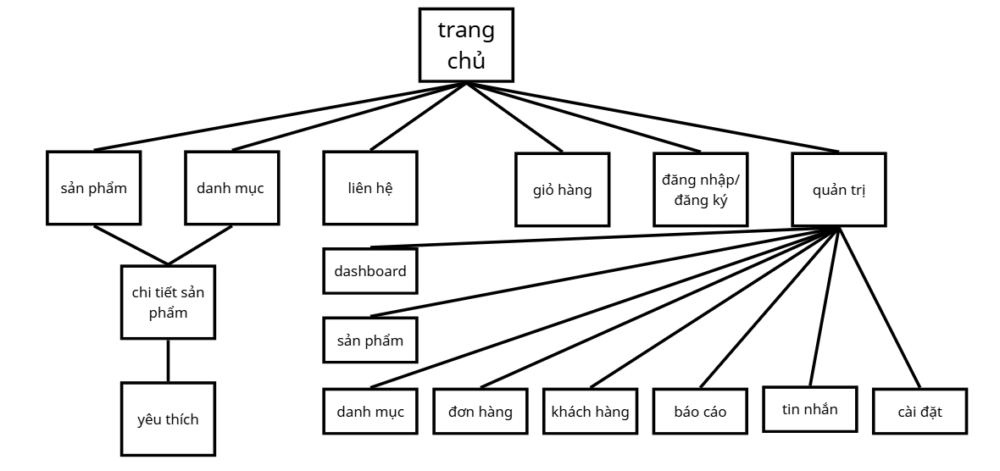 trang
chủ
sản phẩm
danh mục
liên hệ
giỏ hàng
đăng nhập/
đăng ký
quản trị
dashboard
chi tiết sản
phẩm
sản phẩm
yêu thích
danh mục
đơn hàng
khách hàng
báo cáo
tin nhắn
cài đặt